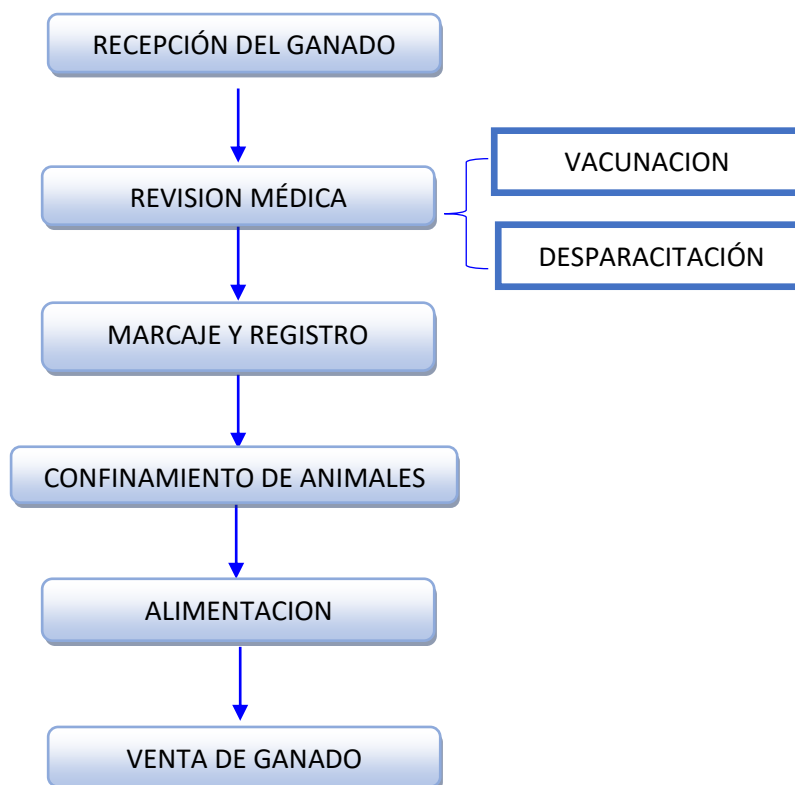 RECEPCIÓN DEL GANADO
VACUNACION
REVISION MÉDICA
DESPARACITACIÓN
MARCAJE Y REGISTRO
CONFINAMIENTO DE ANIMALES
ALIMENTACION
VENTA DE GANADO